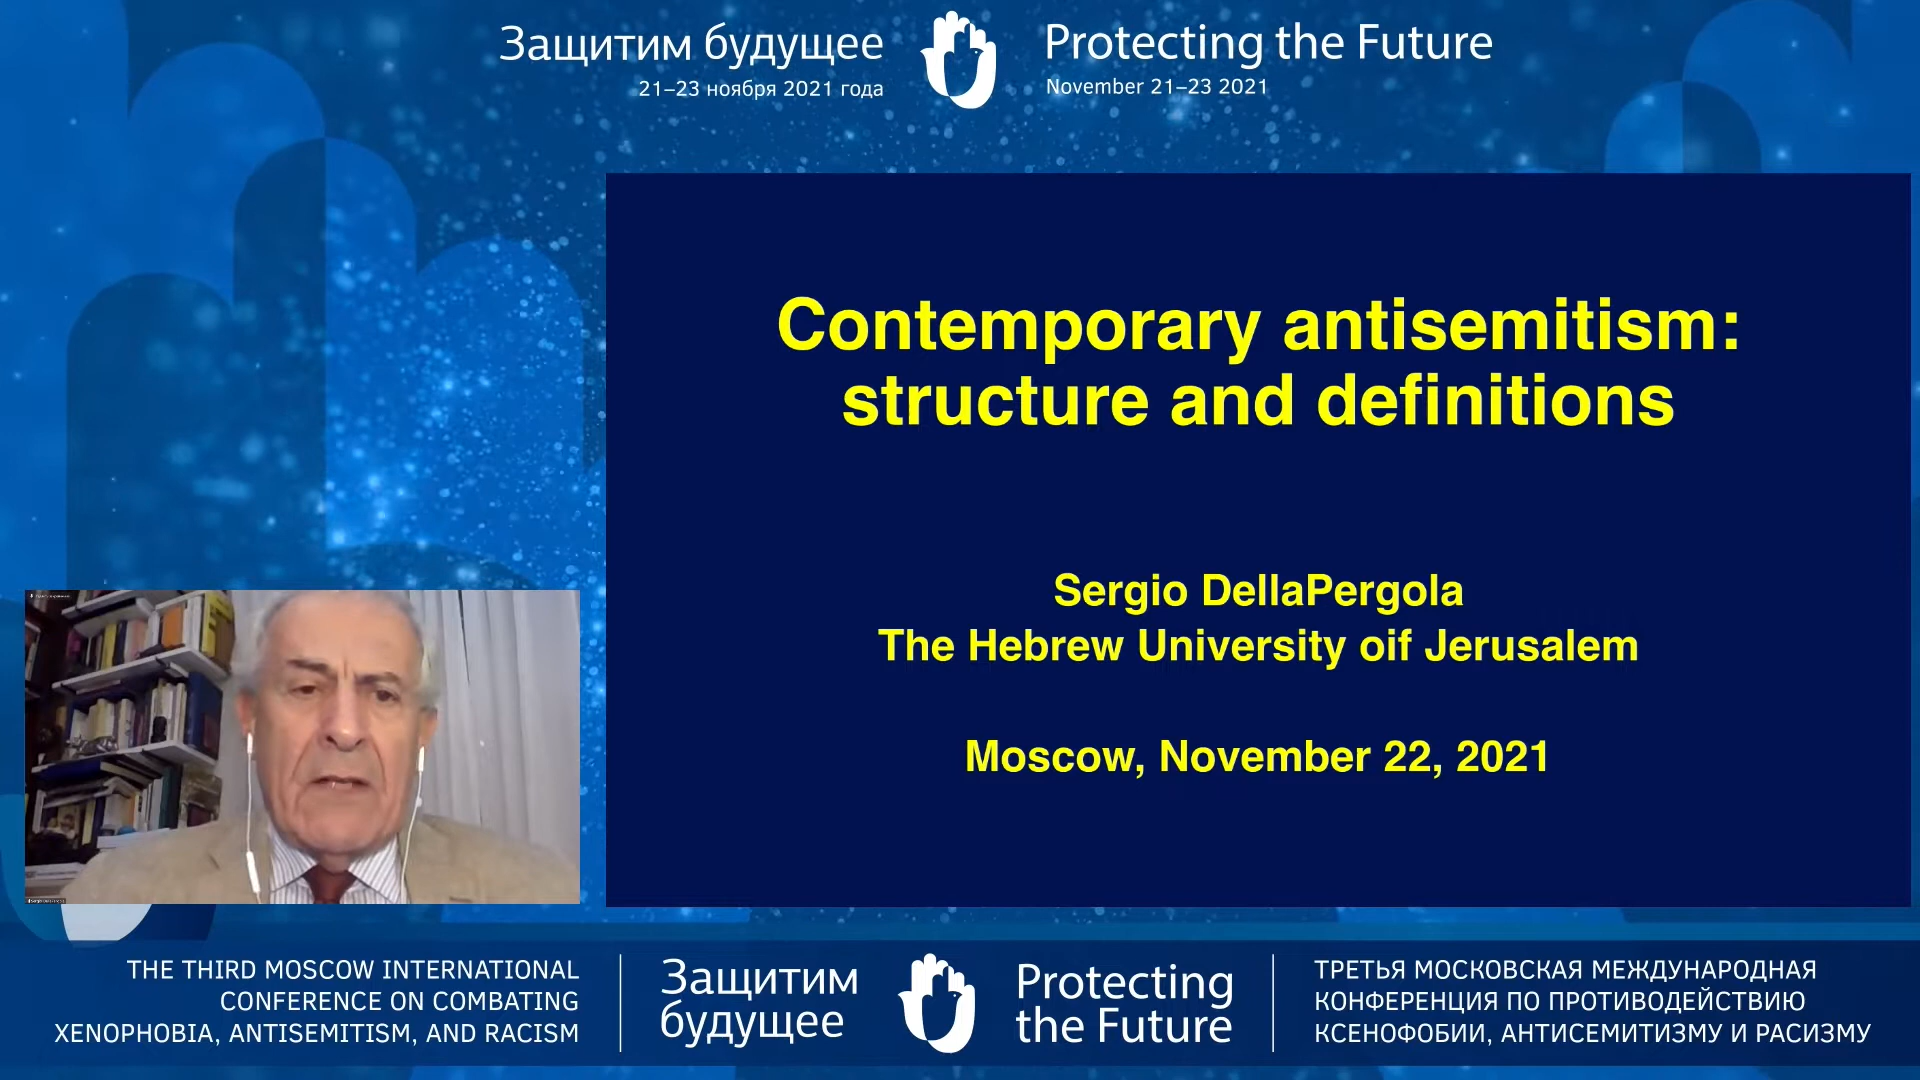 Защитим будущее
21–23 ноября 2021 года
Protecting the Future
November 21–23 2021
Contemporary antisemitism:
structure and definitions
Sergio DellaPergola
The Hebrew University oif Jerusalem
Moscow, November 22, 2021
THE THIRD MOSCOW INTERNATIONAL
CONFERENCE ON COMBATING
XENOPHOBIA, ANTISEMITISM, AND RACISM
Защитим
будущее
Protecting
the Future
ТРЕТЬЯ МОСКОВСКАЯ МЕЖДУНАРОДНАЯ
КОНФЕРЕНЦИЯ ПО ПРОТИВОДЕЙСТВИЮ
КСЕНОФОБИИ, АНТИСЕМИТИЗМУ И РАСИЗМУ